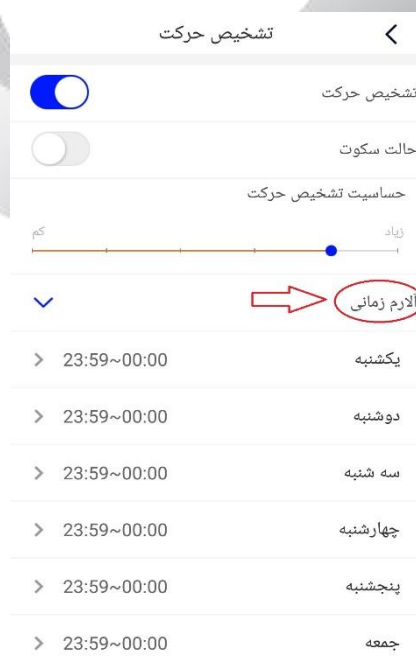 تشخیص حرکت
تشخیص حرکت
حالت سکوت
حساسیت تشخیص حرکت
زیاد کم
آلارم زمانی
یکشنبه 23:59~00:00
دوشنبه 23:59~00:00
سه شنبه 23:59~00:00
چهارشنبه 23:59~00:00
پنجشنبه 23:59~00:00
جمعه 23:59~00:00